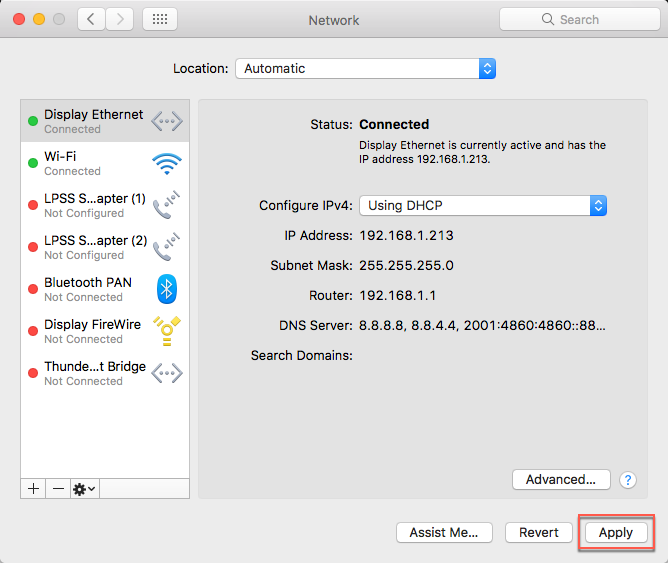 Network
Search
Location: Automatic
Display Ethernet
Connected
Wi-Fi
Connected
LPSS S...apter (1)
Not Configured
LPSS S...apter (2)
Not Configured
Bluetooth PAN
Not Connected
Display FireWire
Not Connected
Thunde...t Bridge
Not Connected
Status: Connected
Display Ethernet is currently active and has the
IP address 192.168.1.213.
Configure IPv4: Using DHCP
IP Address: 192.168.1.213
Subnet Mask: 255.255.255.0
Router: 192.168.1.1
DNS Server: 8.8.8.8, 8.8.4.4, 2001:4860:4860::88...
Search Domains:
Advanced... ?
Assist Me... Revert Apply